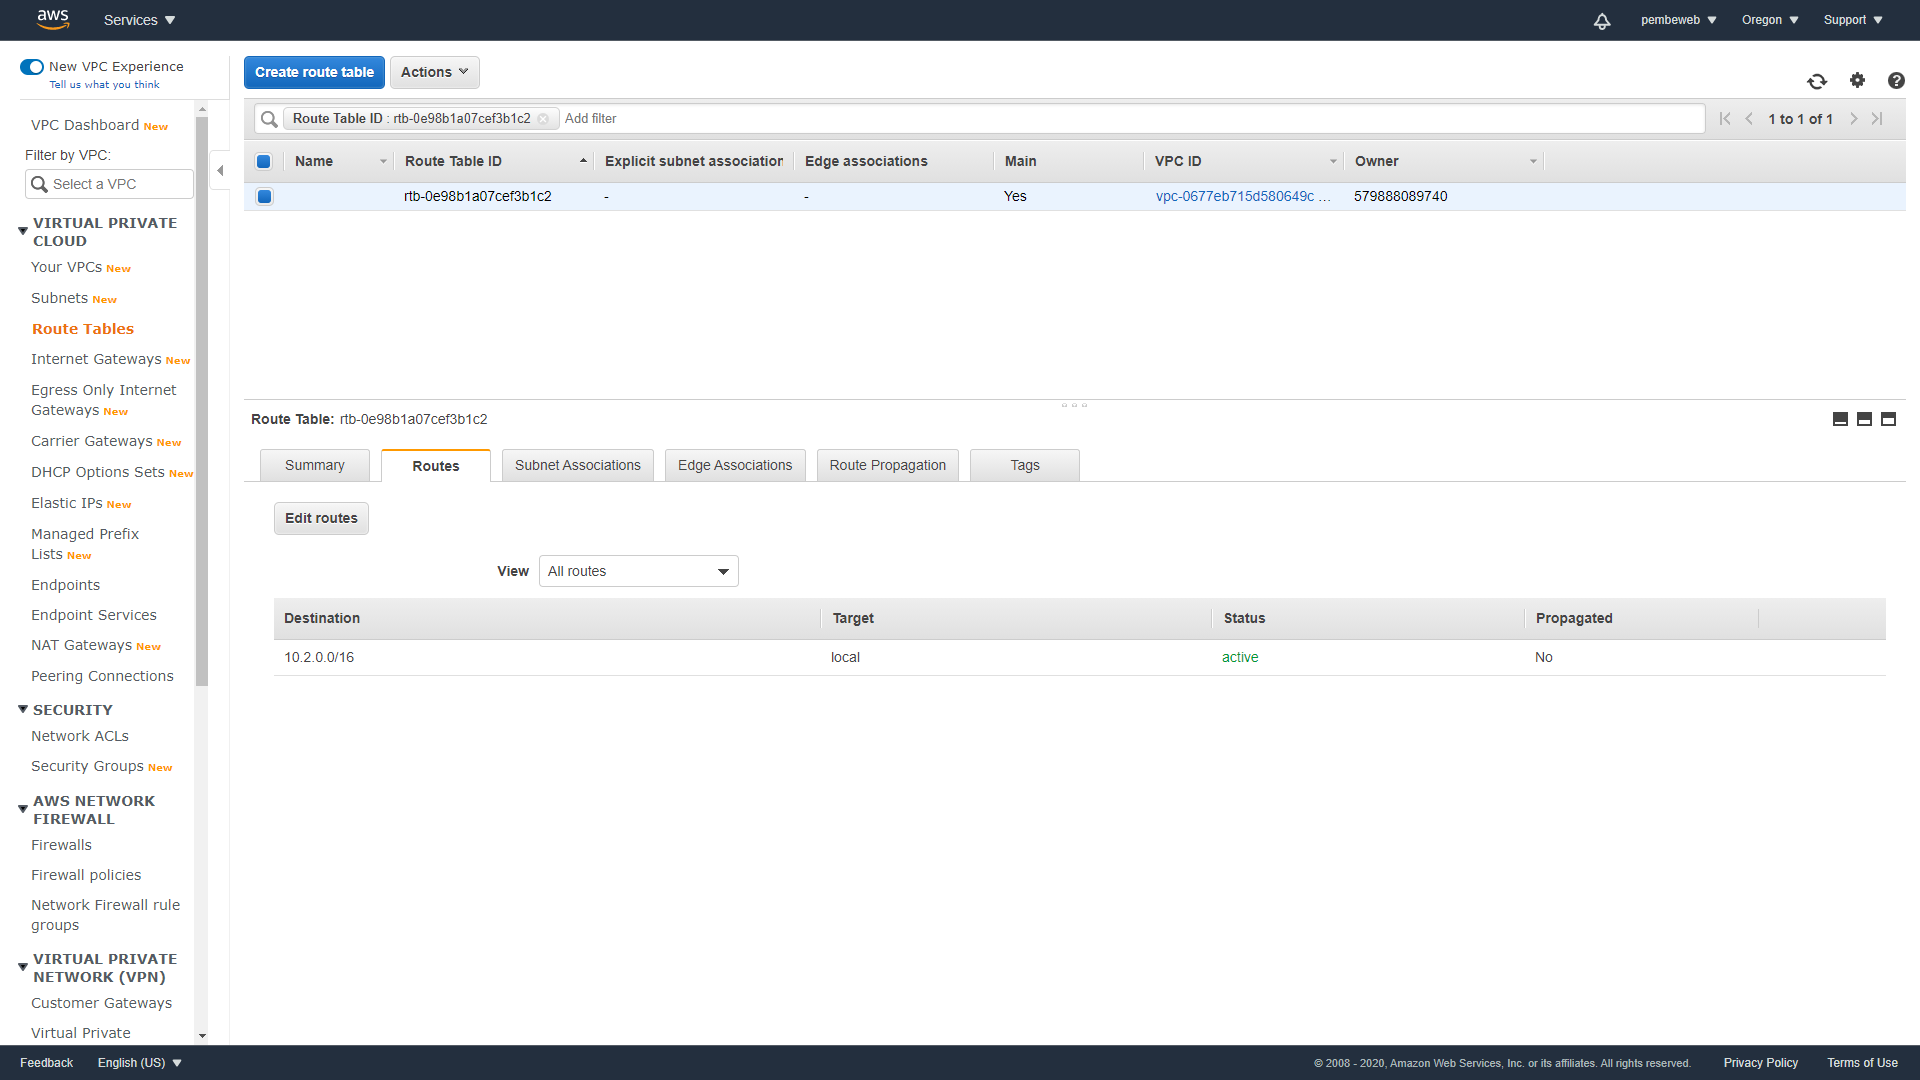 aws
Services
pembeweb
Oregon
Support
New VPC Experience
Tell us what you think
VPC Dashboard New
Filter by VPC:
Select a VPC
VIRTUAL PRIVATE
CLOUD
Your VPCs New
Subnets New
Route Tables
Internet Gateways New
Egress Only Internet
Gateways New
Carrier Gateways New
DHCP Options Sets New
Elastic IPs New
Managed Prefix
Lists New
Endpoints
Endpoint Services
NAT Gateways New
Peering Connections
SECURITY
Network ACLs
Security Groups New
AWS NETWORK
FIREWALL
Firewalls
Firewall policies
Network Firewall rule
groups
VIRTUAL PRIVATE
NETWORK (VPN)
Customer Gateways
Virtual Private
Create route table
Actions
Route Table ID : rtb-0e98b1a07cef3b1c2
Add filter
1 to 1 of 1
Name
Route Table ID
Explicit subnet association
Edge associations
Main
VPC ID
Owner
rtb-0e98b1a07cef3b1c2
-
-
Yes
vpc-0677eb715d580649c ...
579888089740
Route Table: rtb-0e98b1a07cef3b1c2
Summary
Routes
Subnet Associations
Edge Associations
Route Propagation
Tags
Edit routes
View
All routes
Destination
Target
Status
Propagated
10.2.0.0/16
local
active
No
Feedback
English (US)
© 2008 - 2020, Amazon Web Services, Inc. or its affiliates. All rights reserved.
Privacy Policy
Terms of Use